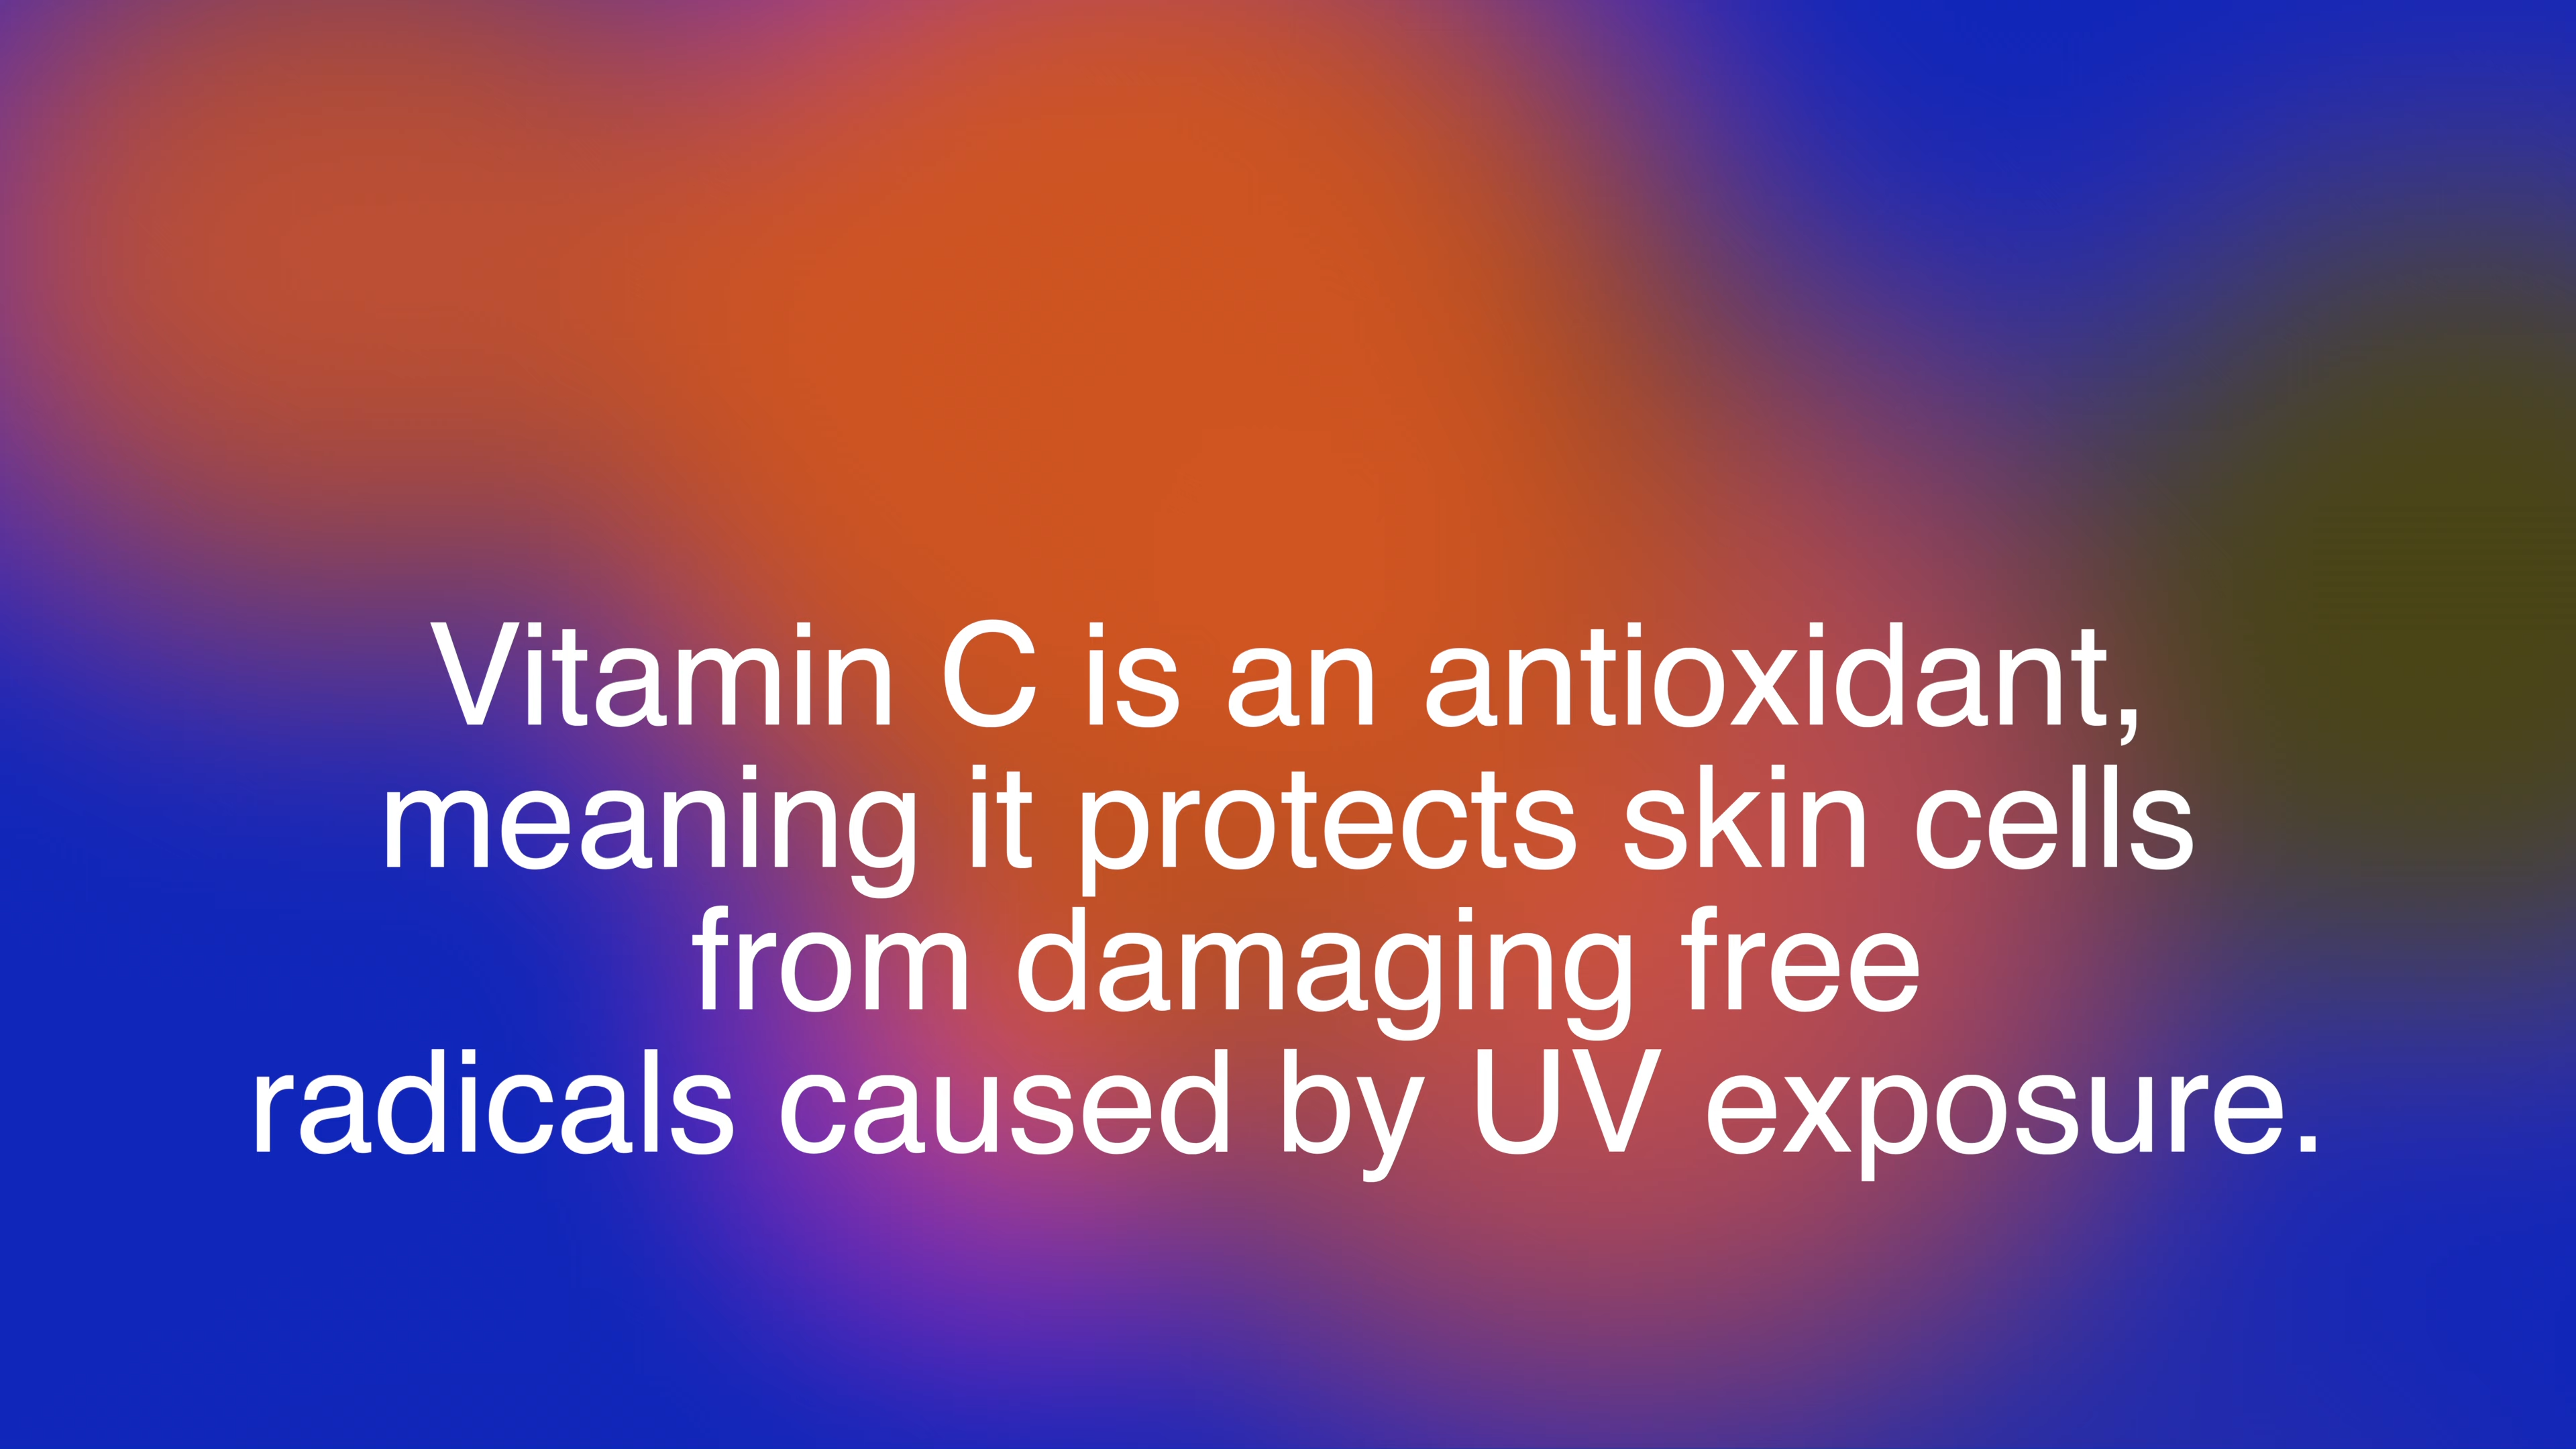 Vitamin C is an antioxidant,
meaning it protects skin cells
from damaging free
radicals caused by UV exposure.